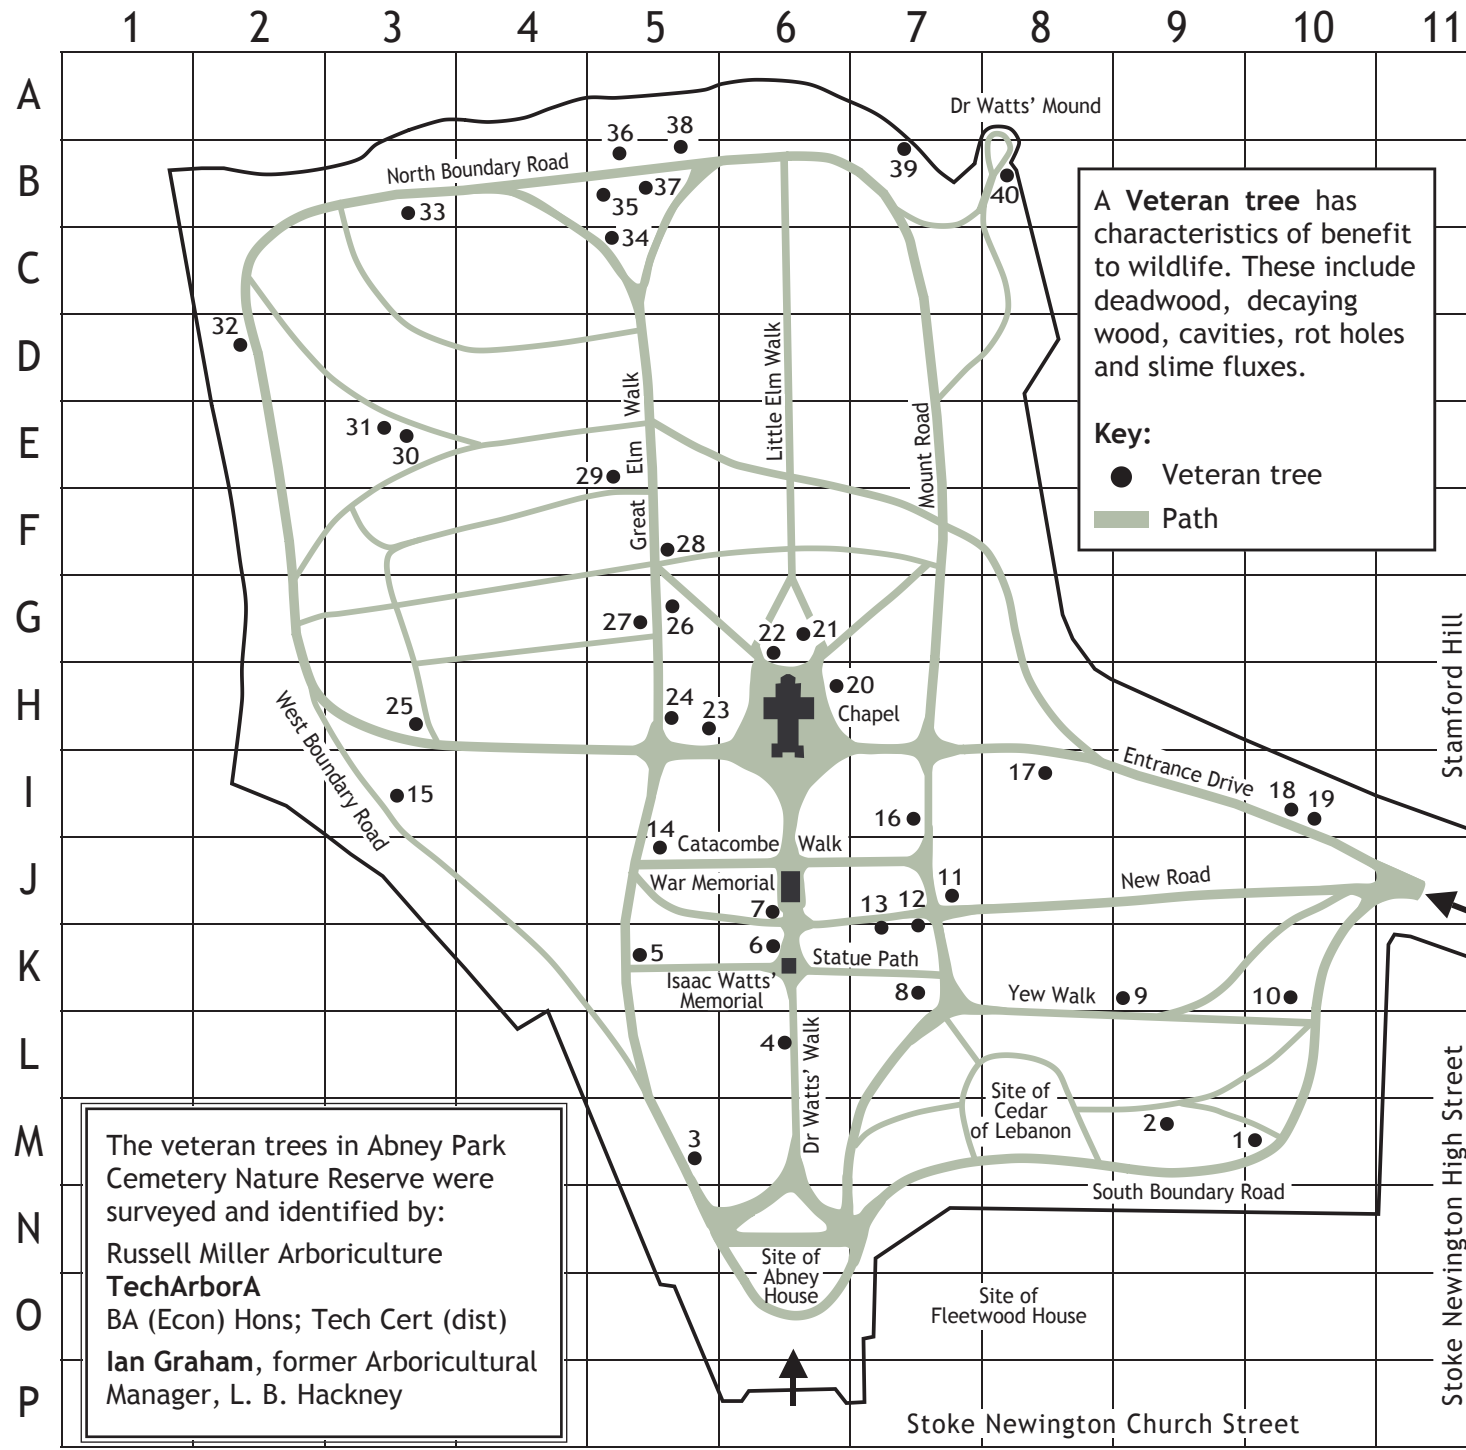 1 2 3 4 5 6 7 8 9 10 11
A
B
C
D
E
F
G
H
I
J
K
L
M
N
O
P
Dr Watts' Mound
36
38
North Boundary Road
39
37
35
40
33
34
32
A Veteran tree has
characteristics of benefit
to wildlife. These include
deadwood, decaying
wood, cavities, rot holes
and slime fluxes.
Key:
Veteran tree
Path
Great Elm Walk
Little Elm Walk
Mount Road
31
30
29
28
27
26
22
21
20
Chapel
24
23
25
West Boundary Road
15
17
Entrance Drive
18
19
16
14
Catacombe Walk
War Memorial
11
New Road
7
13
12
6
5
Statue Path
Isaac Watts'
Memorial
8
Yew Walk
9
10
4
Dr Watts' Walk
Site of
Cedar
of Lebanon
2
1
3
South Boundary Road
Site of
Abney
House
Site of
Fleetwood House
Stamford Hill
Stoke Newington High Street
Stoke Newington Church Street
The veteran trees in Abney Park
Cemetery Nature Reserve were
surveyed and identified by:
Russell Miller Arboriculture
TechArborA
BA (Econ) Hons; Tech Cert (dist)
Ian Graham, former Arboricultural
Manager, L. B. Hackney